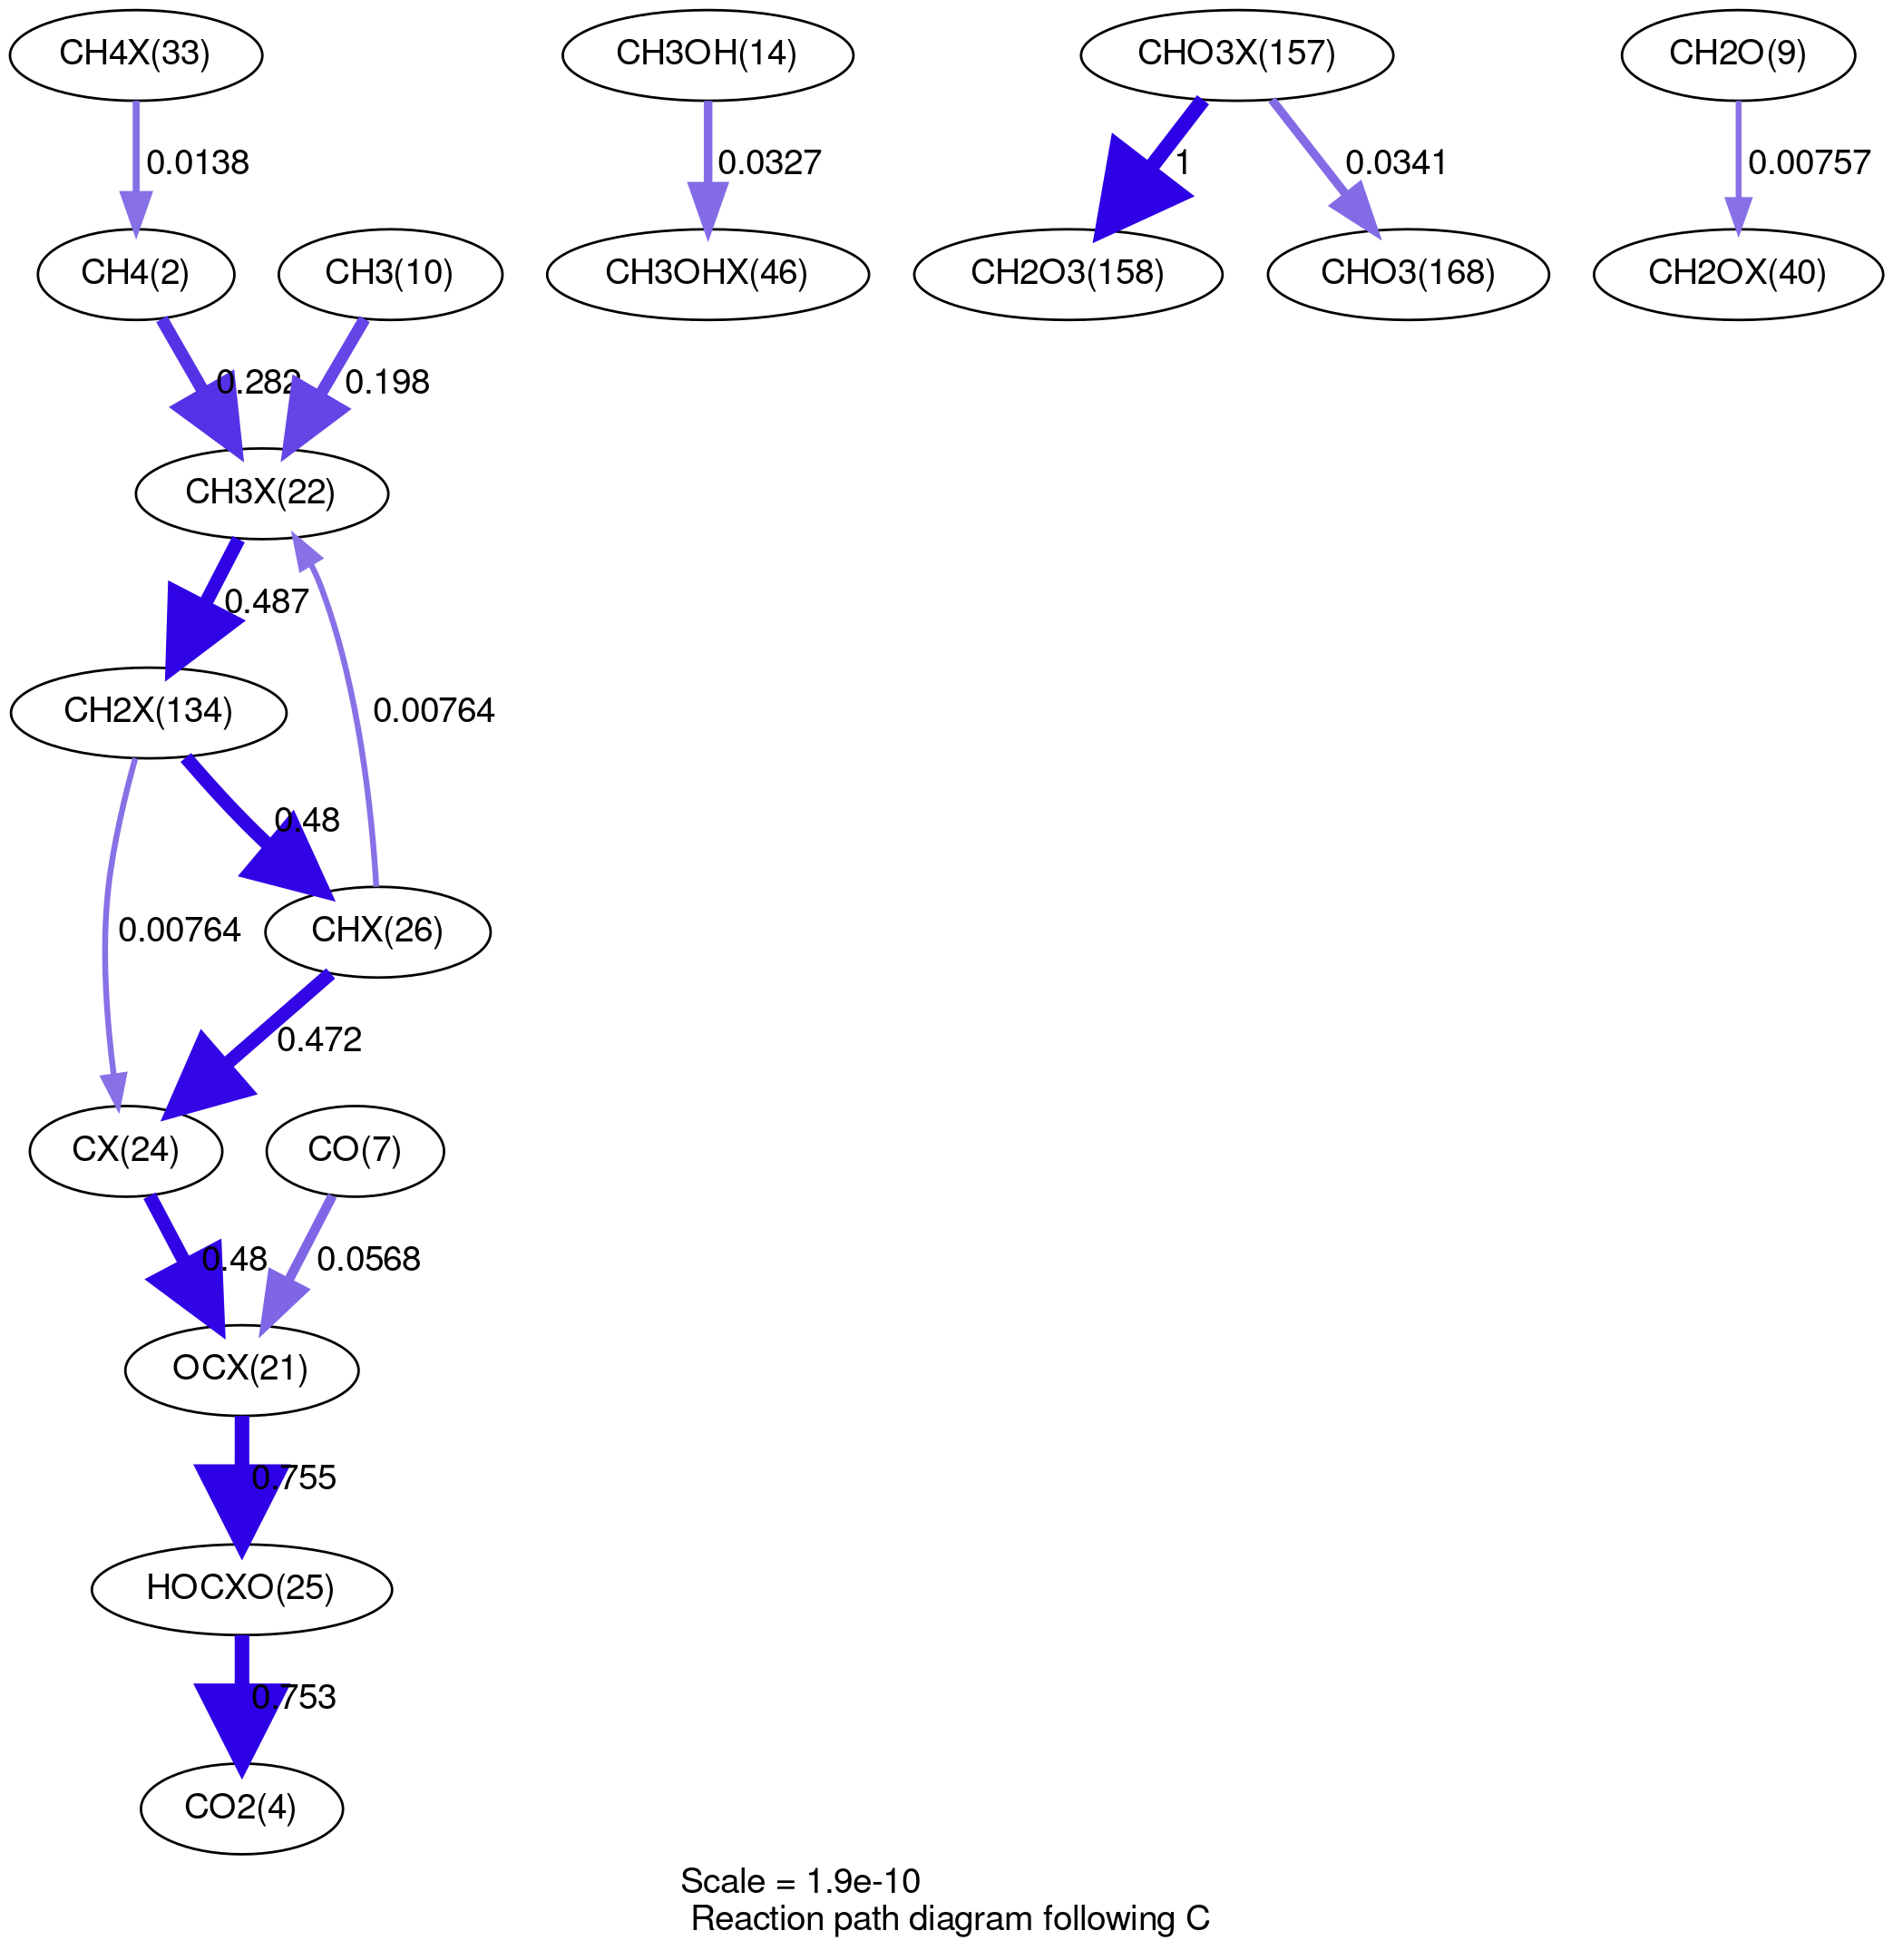 CH4X(33)
CH3OH(14)
CHO3X(157)
CH2O(9)
0.0138
0.0327
1
0.0341
0.00757
CH4(2)
CH3(10)
CH3OHX(46)
CH2O3(158)
CHO3(168)
CH2OX(40)
0.282
0.198
CH3X(22)
0.487
CH2X(134)
0.00764
0.48
0.00764
CHX(26)
0.472
CX(24)
CO(7)
0.48
0.0568
OCX(21)
0.755
HOCXO(25)
0.753
CO2(4)
Scale = 1.9e-10
Reaction path diagram following C